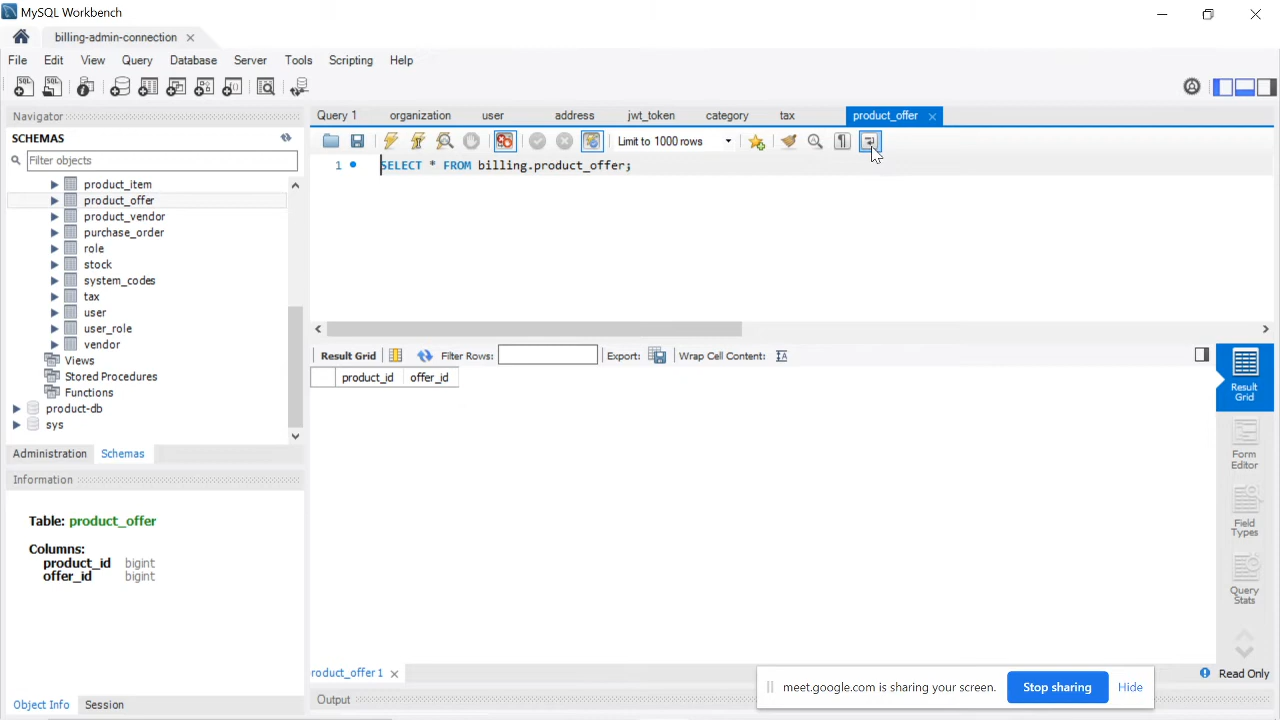 MySQL Workbench
billing-admin-connection
File Edit View Query Database Server Tools Scripting Help
Navigator
SCHEMAS
Filter objects
product_item
product_offer
product_vendor
purchase_order
role
stock
system_codes
tax
user
user_role
vendor
Views
Stored Procedures
Functions
product-db
sys
Administration Schemas
Information
Table: product_offer
Columns:
product_id bigint
offer_id bigint
Object Info Session
Query 1 organization user address jwt_token category tax product_offer
Limit to 1000 rows
1 SELECT * FROM billing.product_offer;
Result Grid Filter Rows: Export: Wrap Cell Content:
product_id offer_id
Result
Grid
Form
Editor
Field
Types
Query
Stats
roduct_offer 1
Read Only
Output
meet.google.com is sharing your screen. Stop sharing Hide